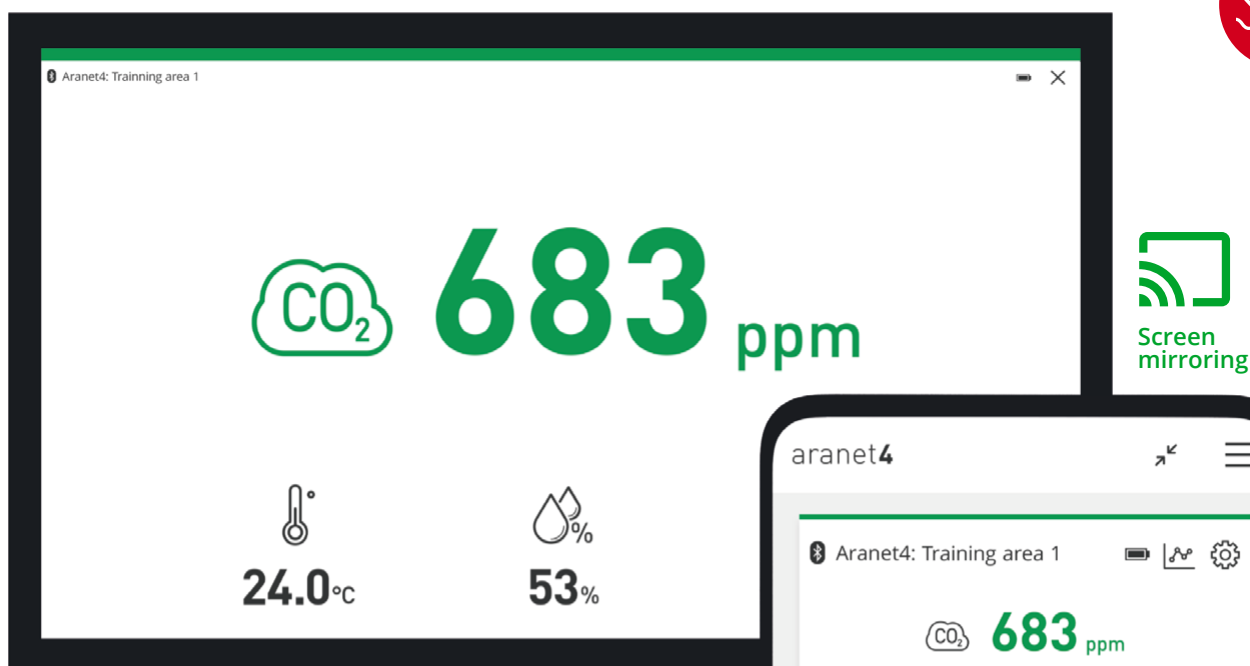 Aranet4: Trainning area 1
CO2 683 ppm
24.0°C
53%
Screen
mirroring
aranet4
Aranet4: Training area 1
CO2 683 ppm